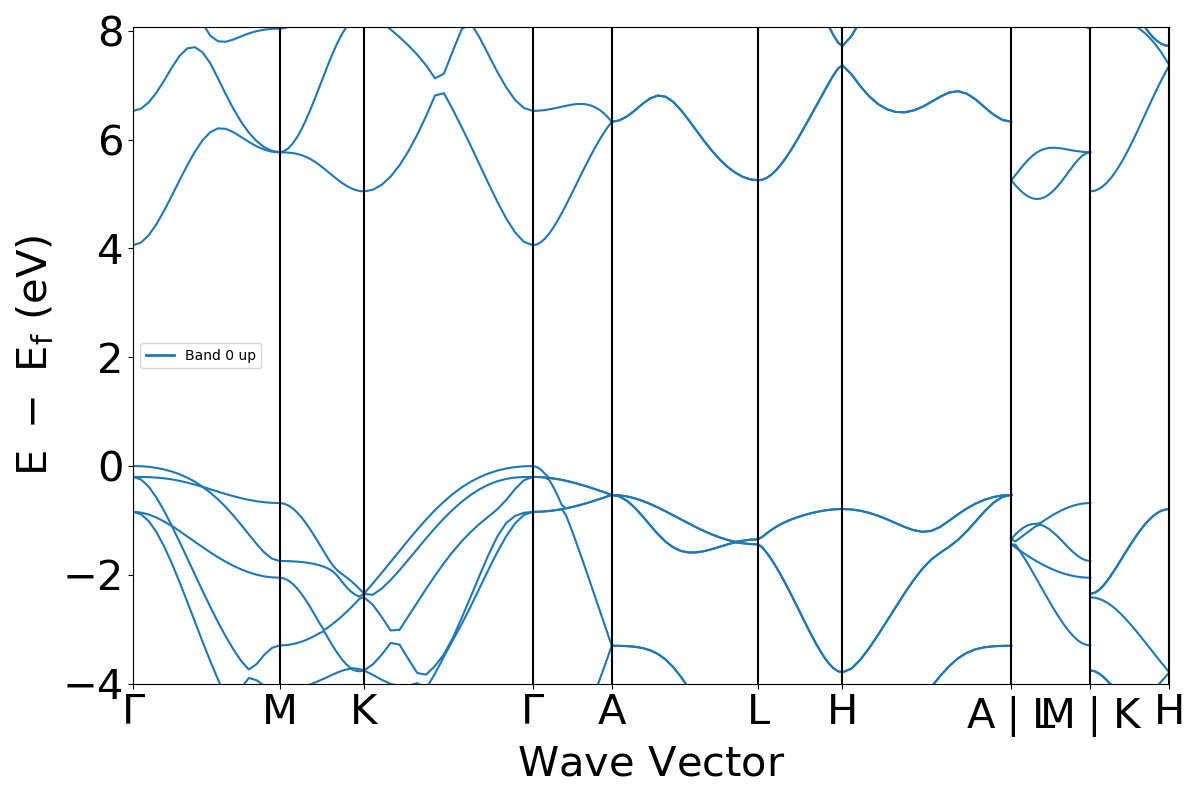 8
6
4
2
0
−2
−4
E − E_f (eV)
Band 0 up
Γ M K Γ A L H A | L M | K H
Wave Vector